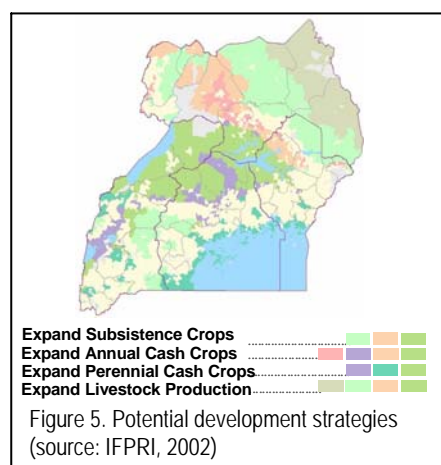 Expand Subsistence Crops ........................
Expand Annual Cash Crops ....................
Expand Perennial Cash Crops ........................
Expand Livestock Production ....................
Figure 5. Potential development strategies
(source: IFPRI, 2002)